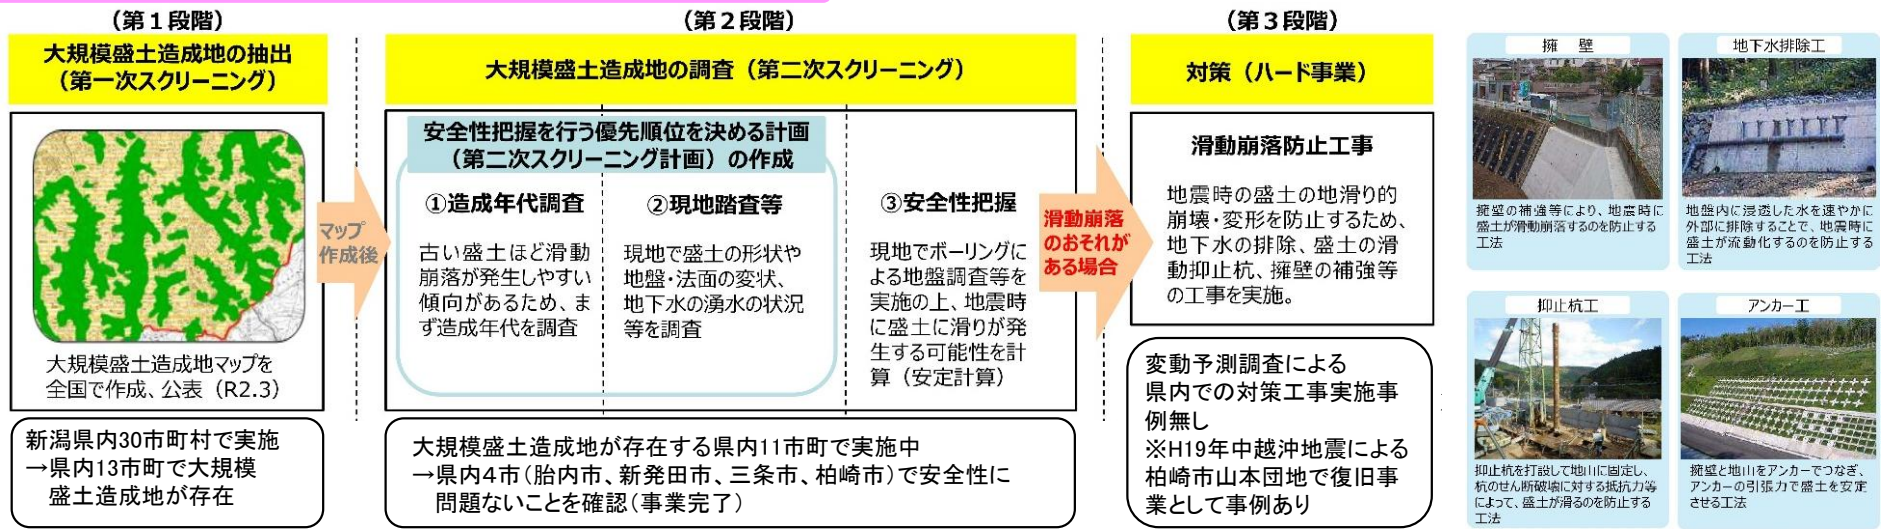 (第1段階)
大規模盛土造成地の抽出
(第一次スクリーニング)
大規模盛土造成地マップを
全国で作成、公表(R2.3)
新潟県内30市町村で実施
→県内13市町で大規模
盛土造成地が存在
マップ
作成後
(第2段階)
大規模盛土造成地の調査(第二次スクリーニング)
安全性把握を行う優先順位を決める計画
(第二次スクリーニング計画)の作成
①造成年代調査
古い盛土ほど滑動
崩落が発生しやすい
傾向があるため、ま
ず造成年代を調査
②現地踏査等
現地で盛土の形状や
地盤・法面の変状、
地下水の湧水の状況
等を調査
③安全性把握
現地でボーリングに
よる地盤調査等を
実施の上、地震時
に盛土に滑りが発
生する可能性を計
算(安定計算)
大規模盛土造成地が存在する県内11市町で実施中
→県内4市(胎内市、新発田市、三条市、柏崎市)で安全性に
問題ないことを確認(事業完了)
滑動崩落
のおそれが
ある場合
(第3段階)
対策(ハード事業)
滑動崩落防止工事
地震時の盛土の地滑り的
崩壊・変形を防止するため、
地下水の排除、盛土の滑
動抑止杭、擁壁の補強等
の工事を実施。
変動予測調査による
県内での対策工事実施事
例無し
※H19年中越沖地震による
柏崎市山本団地で復旧事
業として事例あり
擁 壁
擁壁の補強等により、地震時に
盛土が滑動崩落するのを防止する
工法
地下水排除工
地盤内に浸透した水を速やかに
外部に排除することで、地震時に
盛土が流動化するのを防止する
工法
抑止杭工
抑止杭を打設して地山に固定し、
杭のせん断破壊に対する抵抗力等
によって、盛土が滑るのを防止する
工法
アンカー工
擁壁と地山をアンカーでつなぎ、
アンカーの引張力で盛土を安定
させる工法